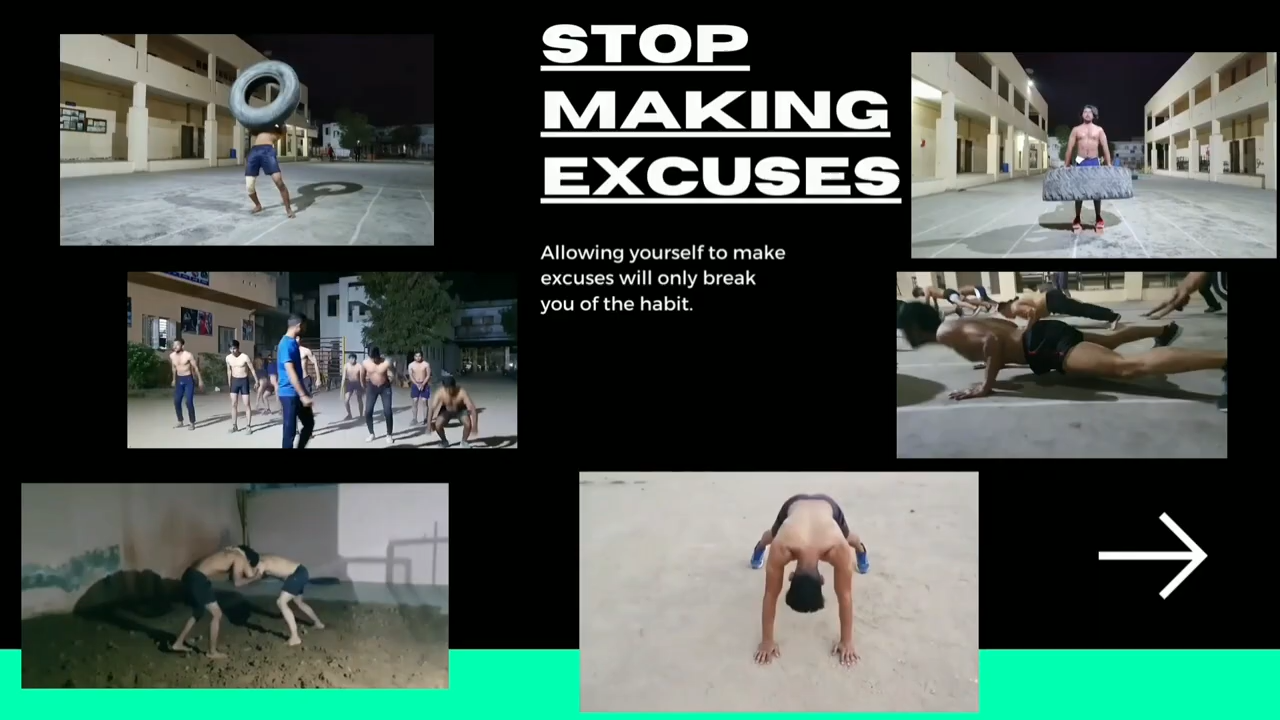 STOP
MAKING
EXCUSES
Allowing yourself to make
excuses will only break
you of the habit.